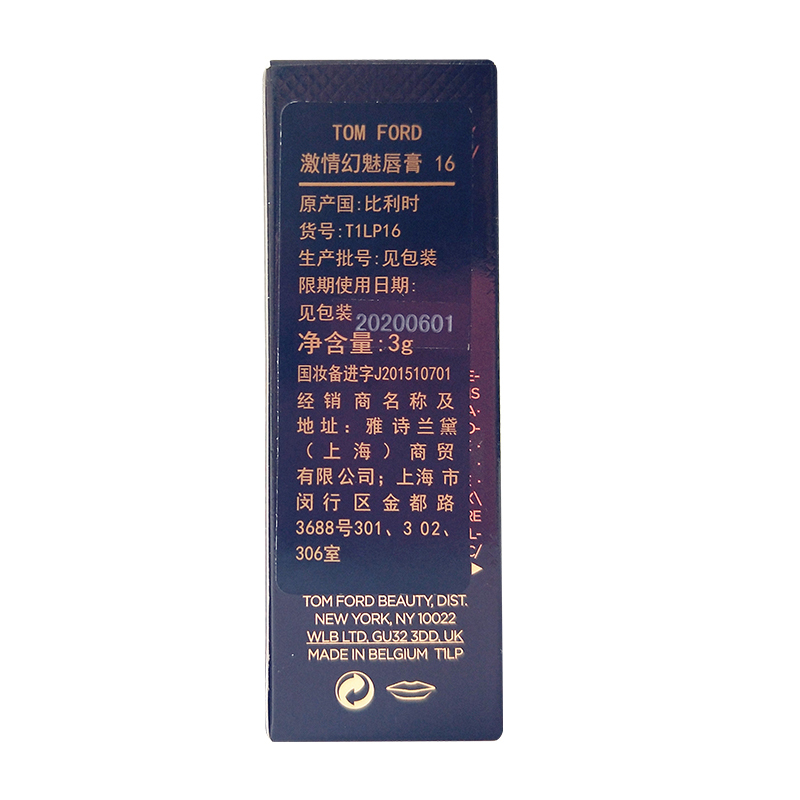 TOM FORD
激情幻魅唇膏 16
原产国:比利时
货号:T1LP16
生产批号:见包装
限期使用日期:
见包装 20200601
净含量:3g
国妆备进字J201510701
经销商名称及
地址：雅诗兰黛
（上海）商贸
有限公司；上海市
闵行区金都路
3688号301、3 02、
306室
TOM FORD BEAUTY, DIST.
NEW YORK, NY 10022
WLB LTD, GU32 3DD, UK
MADE IN BELGIUM T1LP